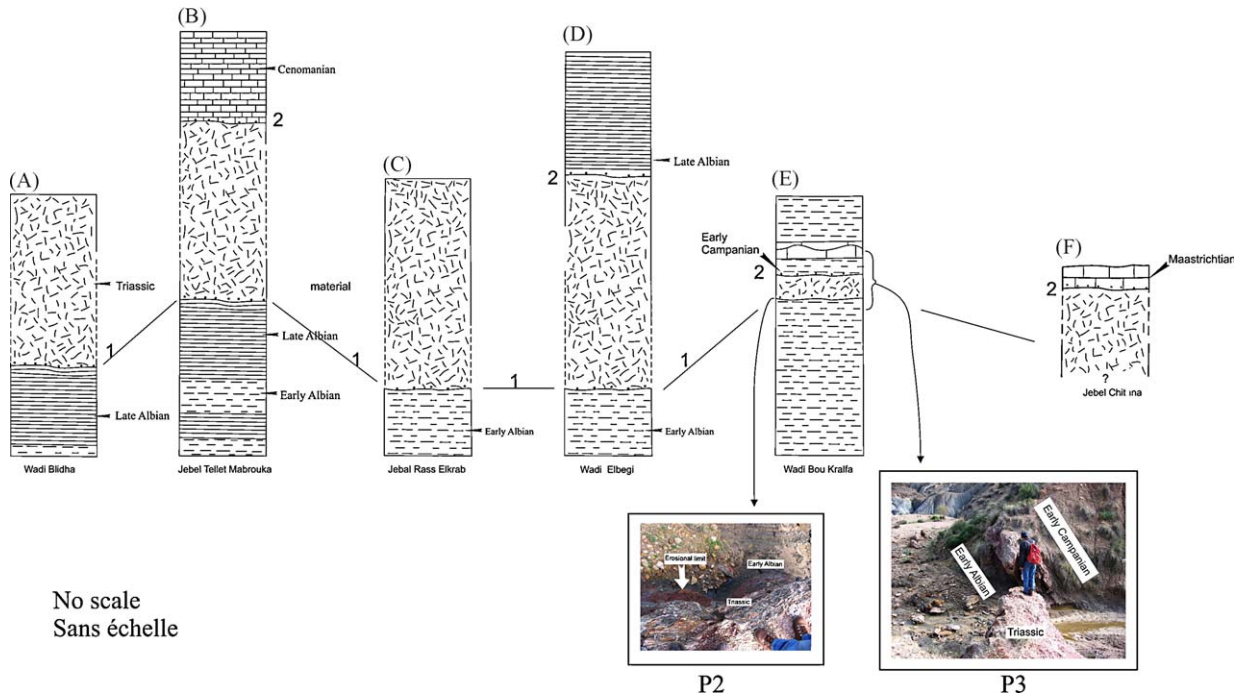 (A)
Triassic
1
Late Albian
Wadi Blidha
(B)
Cenomanian
2
material
Late Albian
1
Early Albian
Jebel Tellet Mabrouka
(C)
1
Early Albian
Jebal Rass Elkrab
(D)
Late Albian
2
1
Early Albian
Wadi Elbegi
(E)
Early
Campanian
2
Wadi Bou Kralfa
(F)
Maastrichtian
2
?
No scale
Sans échelle
Erosional limit
Early Albian
Triassic
P2
Early Campanian
Early Albian
Triassic
P3